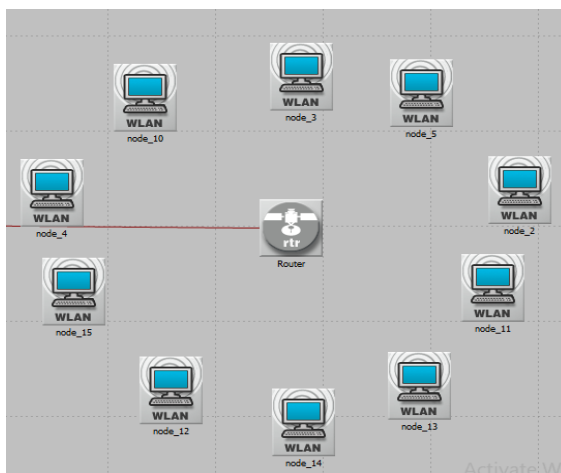 WLAN
node_3
WLAN
node_5
WLAN
node_10
WLAN
node_2
WLAN
node_4
rtr
Router
WLAN
node_11
WLAN
node_15
WLAN
node_13
WLAN
node_12
WLAN
node_14
Activate W